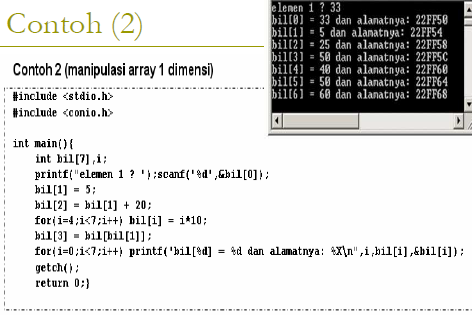 Contoh (2)
elemen 1 ? 33
bil[0] = 33 dan alamatnya: 22FF50
bil[1] = 5 dan alamatnya: 22FF54
bil[2] = 25 dan alamatnya: 22FF58
bil[3] = 50 dan alamatnya: 22FF5C
bil[4] = 40 dan alamatnya: 22FF60
bil[5] = 50 dan alamatnya: 22FF64
bil[6] = 60 dan alamatnya: 22FF68
Contoh 2 (manipulasi array 1 dimensi)
#include <stdio.h>
#include <conio.h>
int main(){
int bil[7],i;
printf("elemen 1 ? ");scanf("%d",&bil[0]);
bil[1] = 5;
bil[2] = bil[1] + 20;
for(i=4;i<7;i++) bil[i] = i*10;
bil[3] = bil[bil[1]];
for(i=0;i<7;i++) printf("bil[%d] = %d dan alamatnya: %X\n",i,bil[i],&bil[i]);
getch();
return 0;}